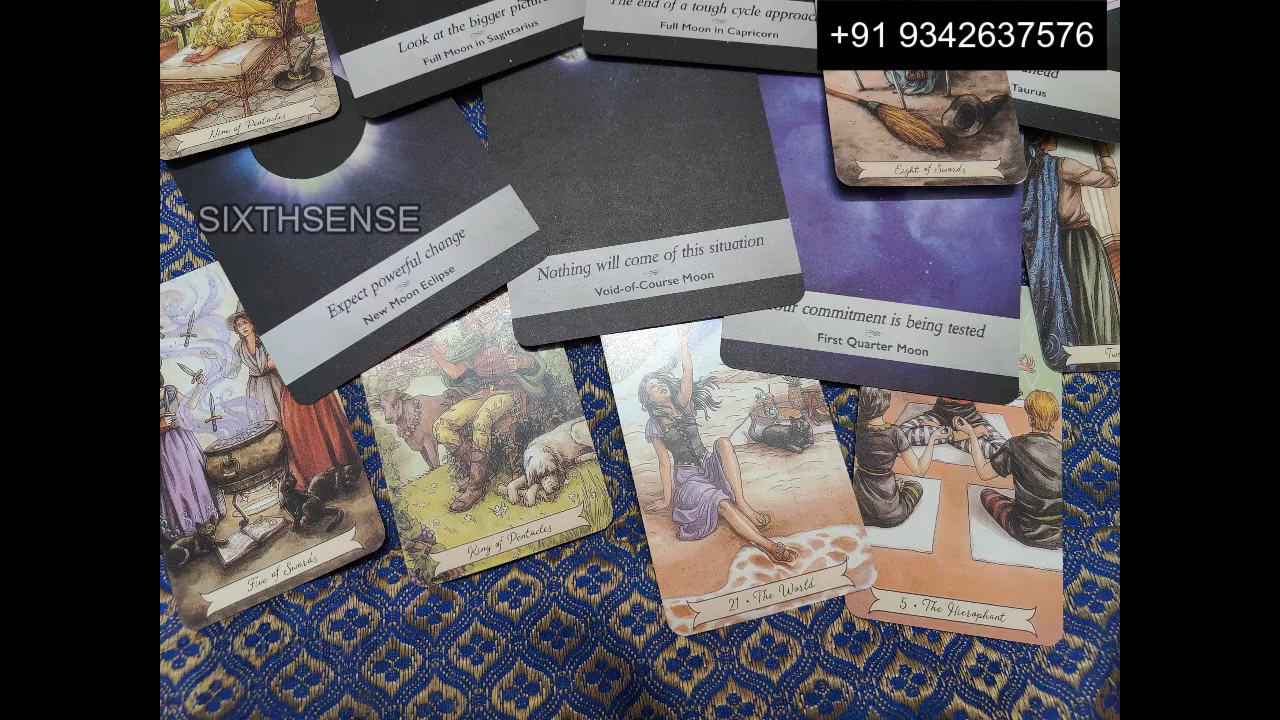 The end of a tough cycle
Full Moon in Capricorn
+91 9342637576
Look at the bigger
Full Moon in Sagittarius
Taurus
Nine of Pentacles
Eight of Swords
SIXTHSENSE
Expect powerful change
New Moon Eclipse
Nothing will come of this situation
Void-of-Course Moon
commitment is being tested
First Quarter Moon
Five of Swords
King of Pentacles
21 • The World
5 • The Hierophant